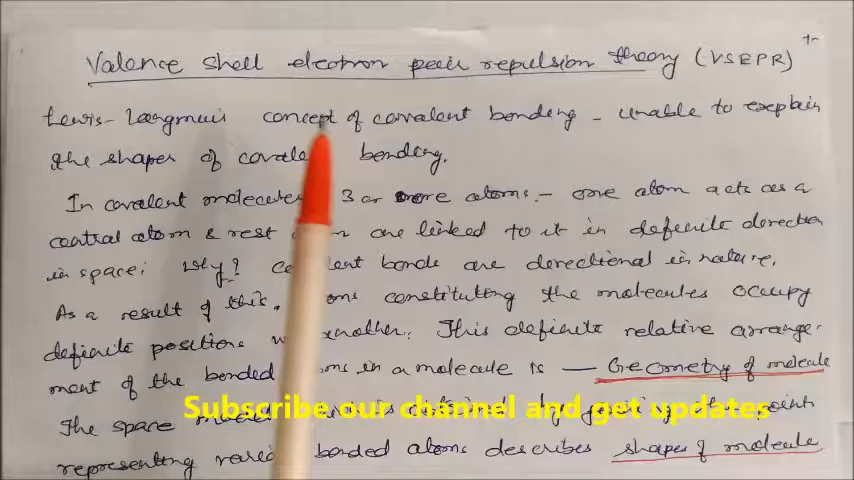 Valence shell electron pair repulsion theory (VSEPR)
Lewis-Langmuir concept of covalent bonding - unable to explain
the shapes of bonding.
In covalent molecules 3 or more atoms. - one atom acts as a
central atom & rest are linked to it in definite direction
in space. Why? bonds are directional in nature.
As a result of this, constituting the molecules occupy
definite positions another. This definite relative arrange-
ment of the bonded in a molecule is — Geometry of molecule
The space
Subscribe our channel and get updates
representing bonded atoms describes shapes of molecule